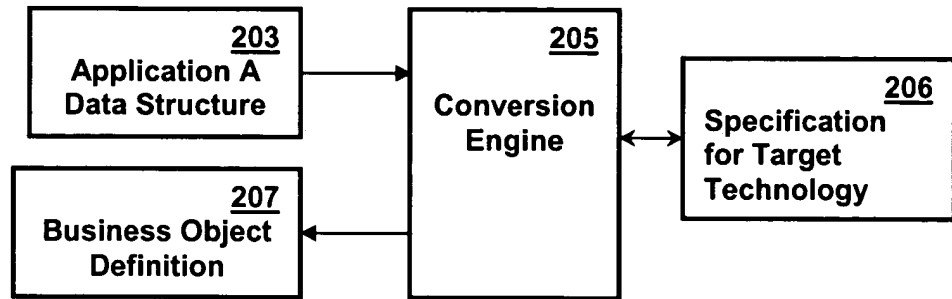 203
Application A
Data Structure
205
Conversion
Engine
206
Specification
for Target
Technology
207
Business Object
Definition